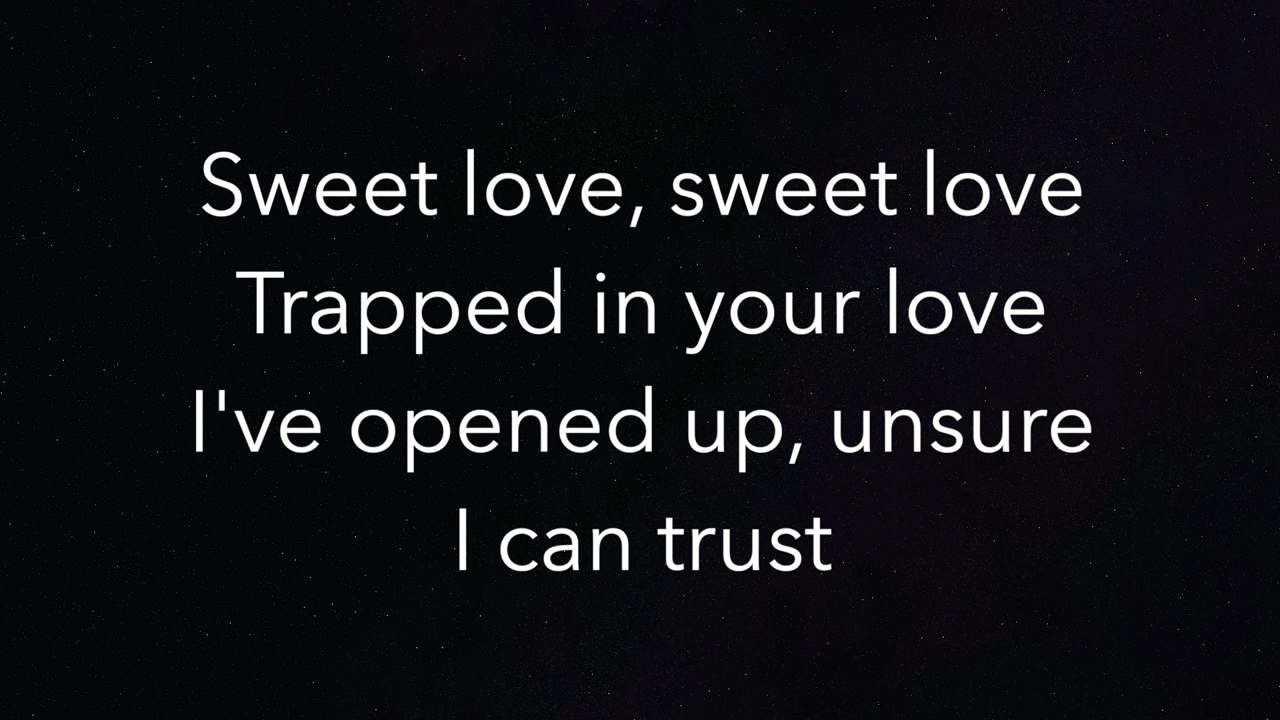 Sweet love, sweet love
Trapped in your love
I've opened up, unsure
I can trust